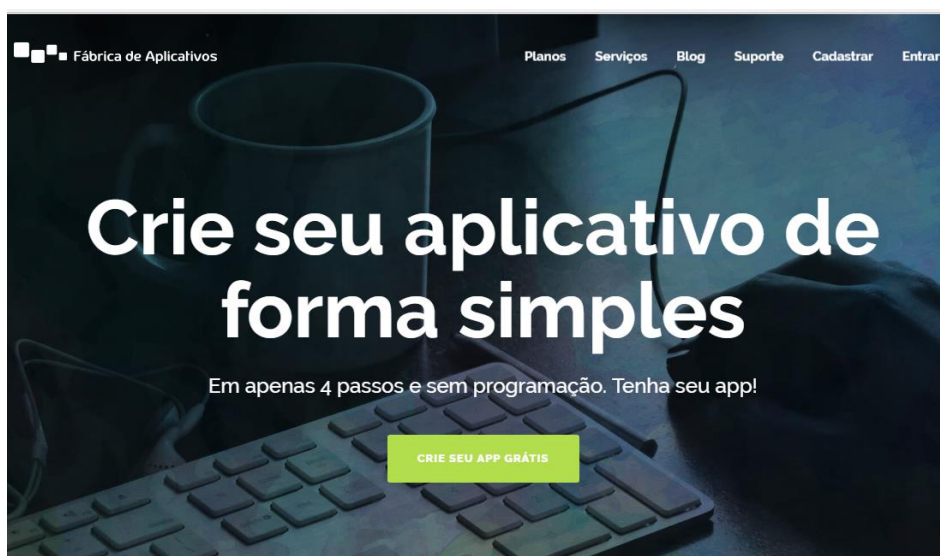 Fábrica de Aplicativos
Planos Serviços Blog Suporte Cadastrar Entrar
Crie seu aplicativo de
forma simples
Em apenas 4 passos e sem programação. Tenha seu app!
CRIE SEU APP GRÁTIS